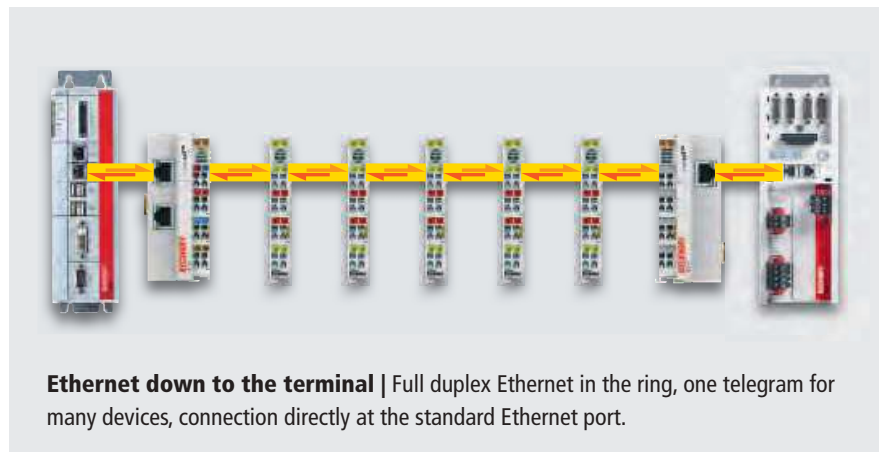 Ethernet down to the terminal | Full duplex Ethernet in the ring, one telegram for
many devices, connection directly at the standard Ethernet port.